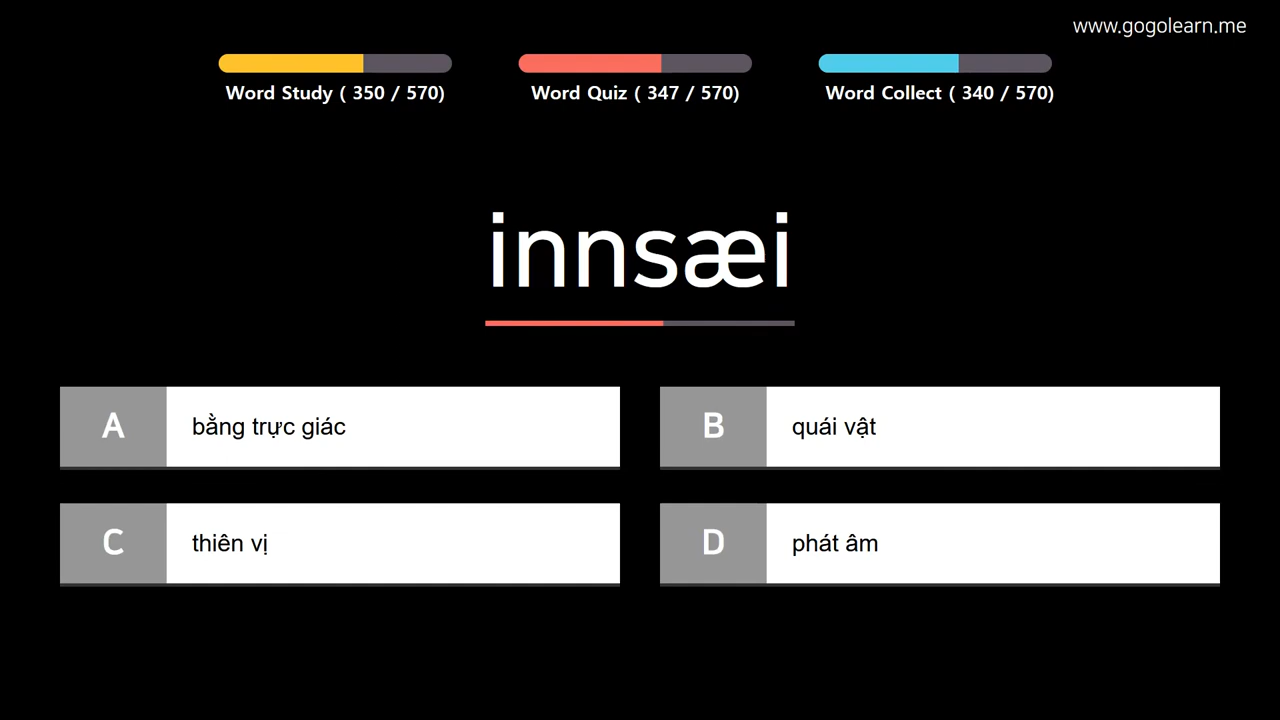 www.gogolearn.me
Word Study ( 350 / 570)
Word Quiz ( 347 / 570)
Word Collect ( 340 / 570)
innsæi
A
bằng trực giác
B
quái vật
C
thiên vị
D
phát âm